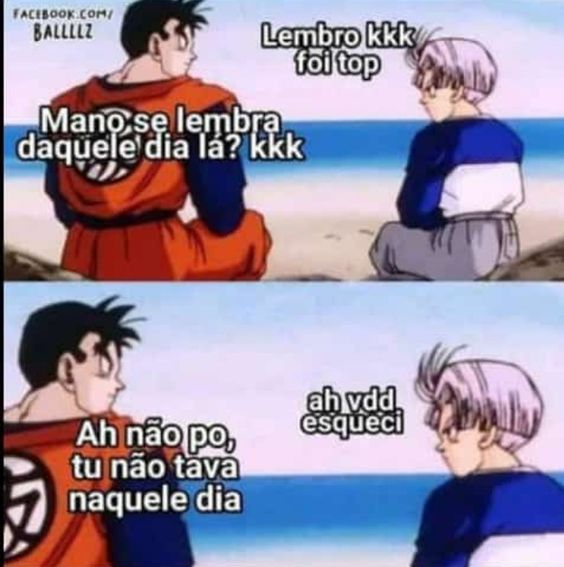 FACEBOOK.COM/
BALLLLZ
Mano se lembra
daquele dia lá? kkk
Lembro kkk
foi top
Ah não po,
tu não tava
naquele dia
ah vdd
esqueci